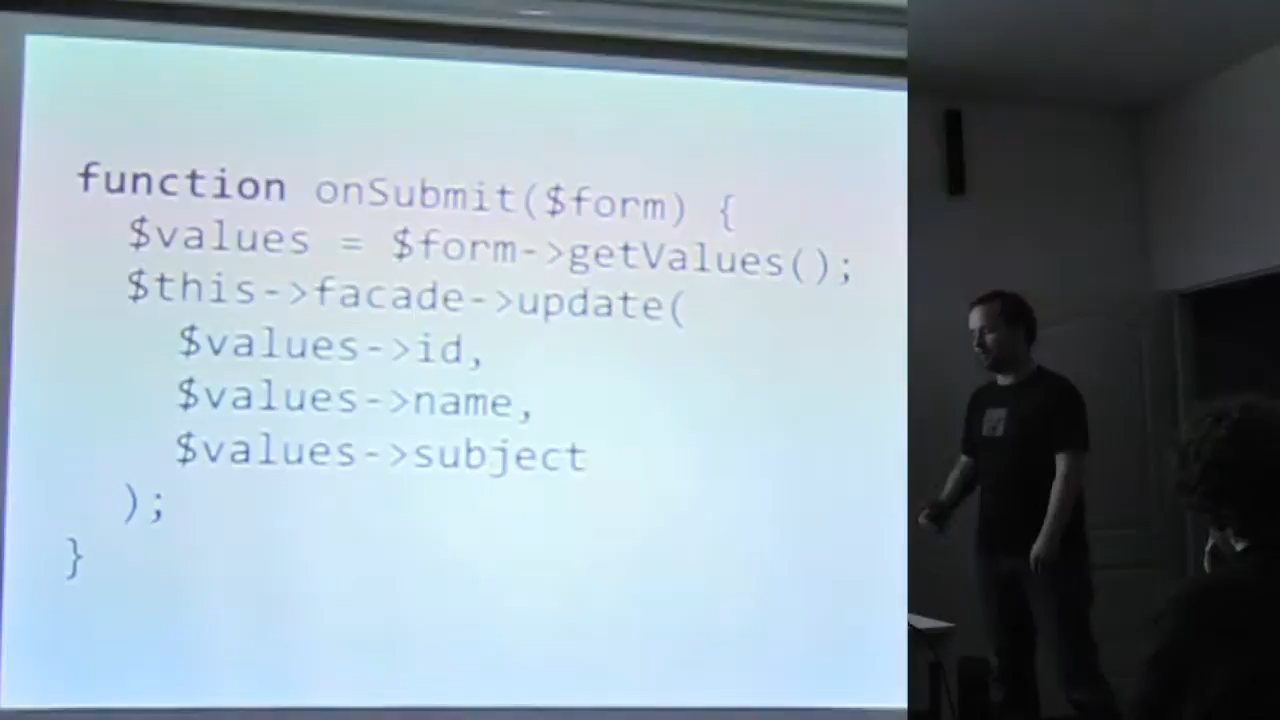 function onSubmit($form) {
$values = $form->getValues();
$this->facade->update(
$values->id,
$values->name,
$values->subject
);
}